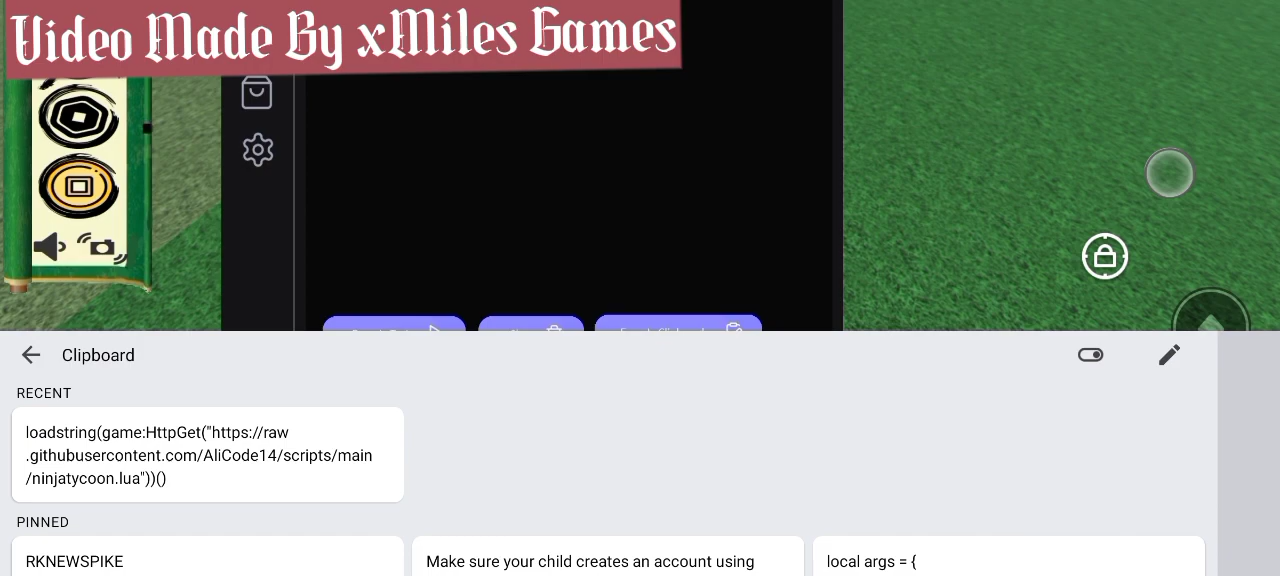 Video Made By xMiles Games
Clipboard
RECENT
loadstring(game:HttpGet("https://raw
.githubusercontent.com/AliCode14/scripts/main
/ninjatycoon.lua"))()
PINNED
RKNEWSPIKE
Make sure your child creates an account using
local args = {